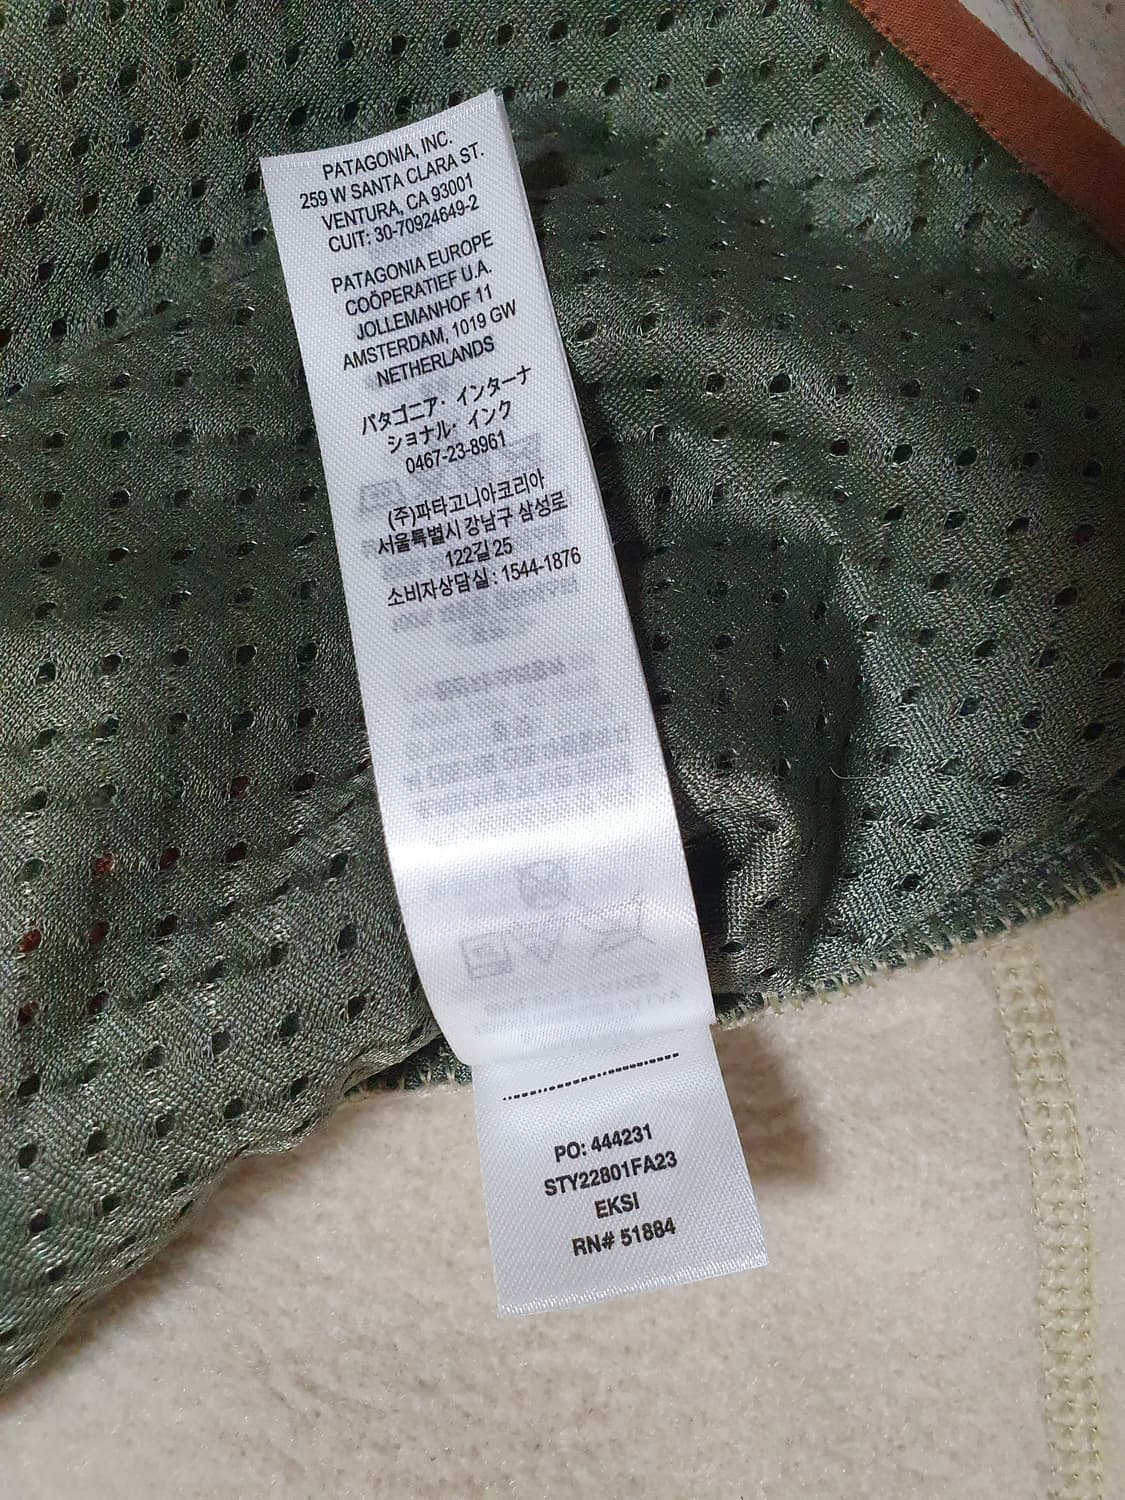 PATAGONIA, INC.
259 W SANTA CLARA ST.
VENTURA, CA 93001
CUIT: 30-70924649-2
PATAGONIA EUROPE
COÖPERATIEF U.A.
JOLLEMANHOF 11
AMSTERDAM, 1019 GW
NETHERLANDS
パタゴニア・インターナ
ショナル・インク
0467-23-8961
(주)파타고니아코리아
서울특별시 강남구 삼성로
122길 25
소비자상담실 : 1544-1876
PO: 444231
STY22801FA23
EKSI
RN# 51884